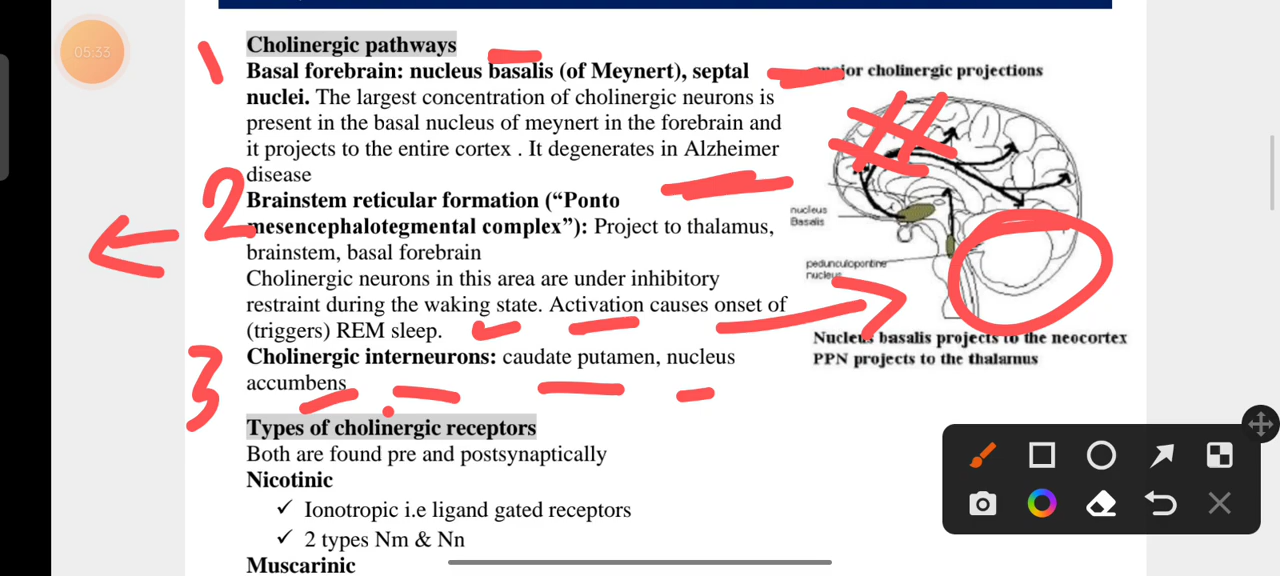 05:33
Cholinergic pathways
Basal forebrain: nucleus basalis (of Meynert), septal
nuclei. The largest concentration of cholinergic neurons is
present in the basal nucleus of meynert in the forebrain and
it projects to the entire cortex . It degenerates in Alzheimer
disease
Brainstem reticular formation (“Ponto
mesencephalotegmental complex”): Project to thalamus,
brainstem, basal forebrain
Cholinergic neurons in this area are under inhibitory
restraint during the waking state. Activation causes onset of
(triggers) REM sleep.
Cholinergic interneurons: caudate putamen, nucleus
accumbens
1
2
3
major cholinergic projections
nucleus
Basalis
pedunculopontine
nucleus
Nucleus basalis projects to the neocortex
PPN projects to the thalamus
Types of cholinergic receptors
Both are found pre and postsynaptically
Nicotinic
✓ Ionotropic i.e ligand gated receptors
✓ 2 types Nm & Nn
Muscarinic